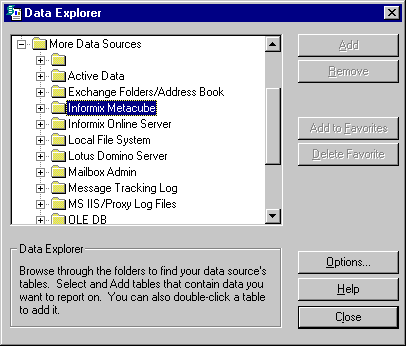 Data Explorer
More Data Sources
Active Data
Exchange Folders/Address Book
Informix Metacube
Informix Online Server
Local File System
Lotus Domino Server
Mailbox Admin
Message Tracking Log
MS IIS/Proxy Log Files
OLE DB
Add
Remove
Add to Favorites
Delete Favorite
Data Explorer
Browse through the folders to find your data source's
tables. Select and Add tables that contain data you
want to report on. You can also double-click a table
to add it.
Options...
Help
Close